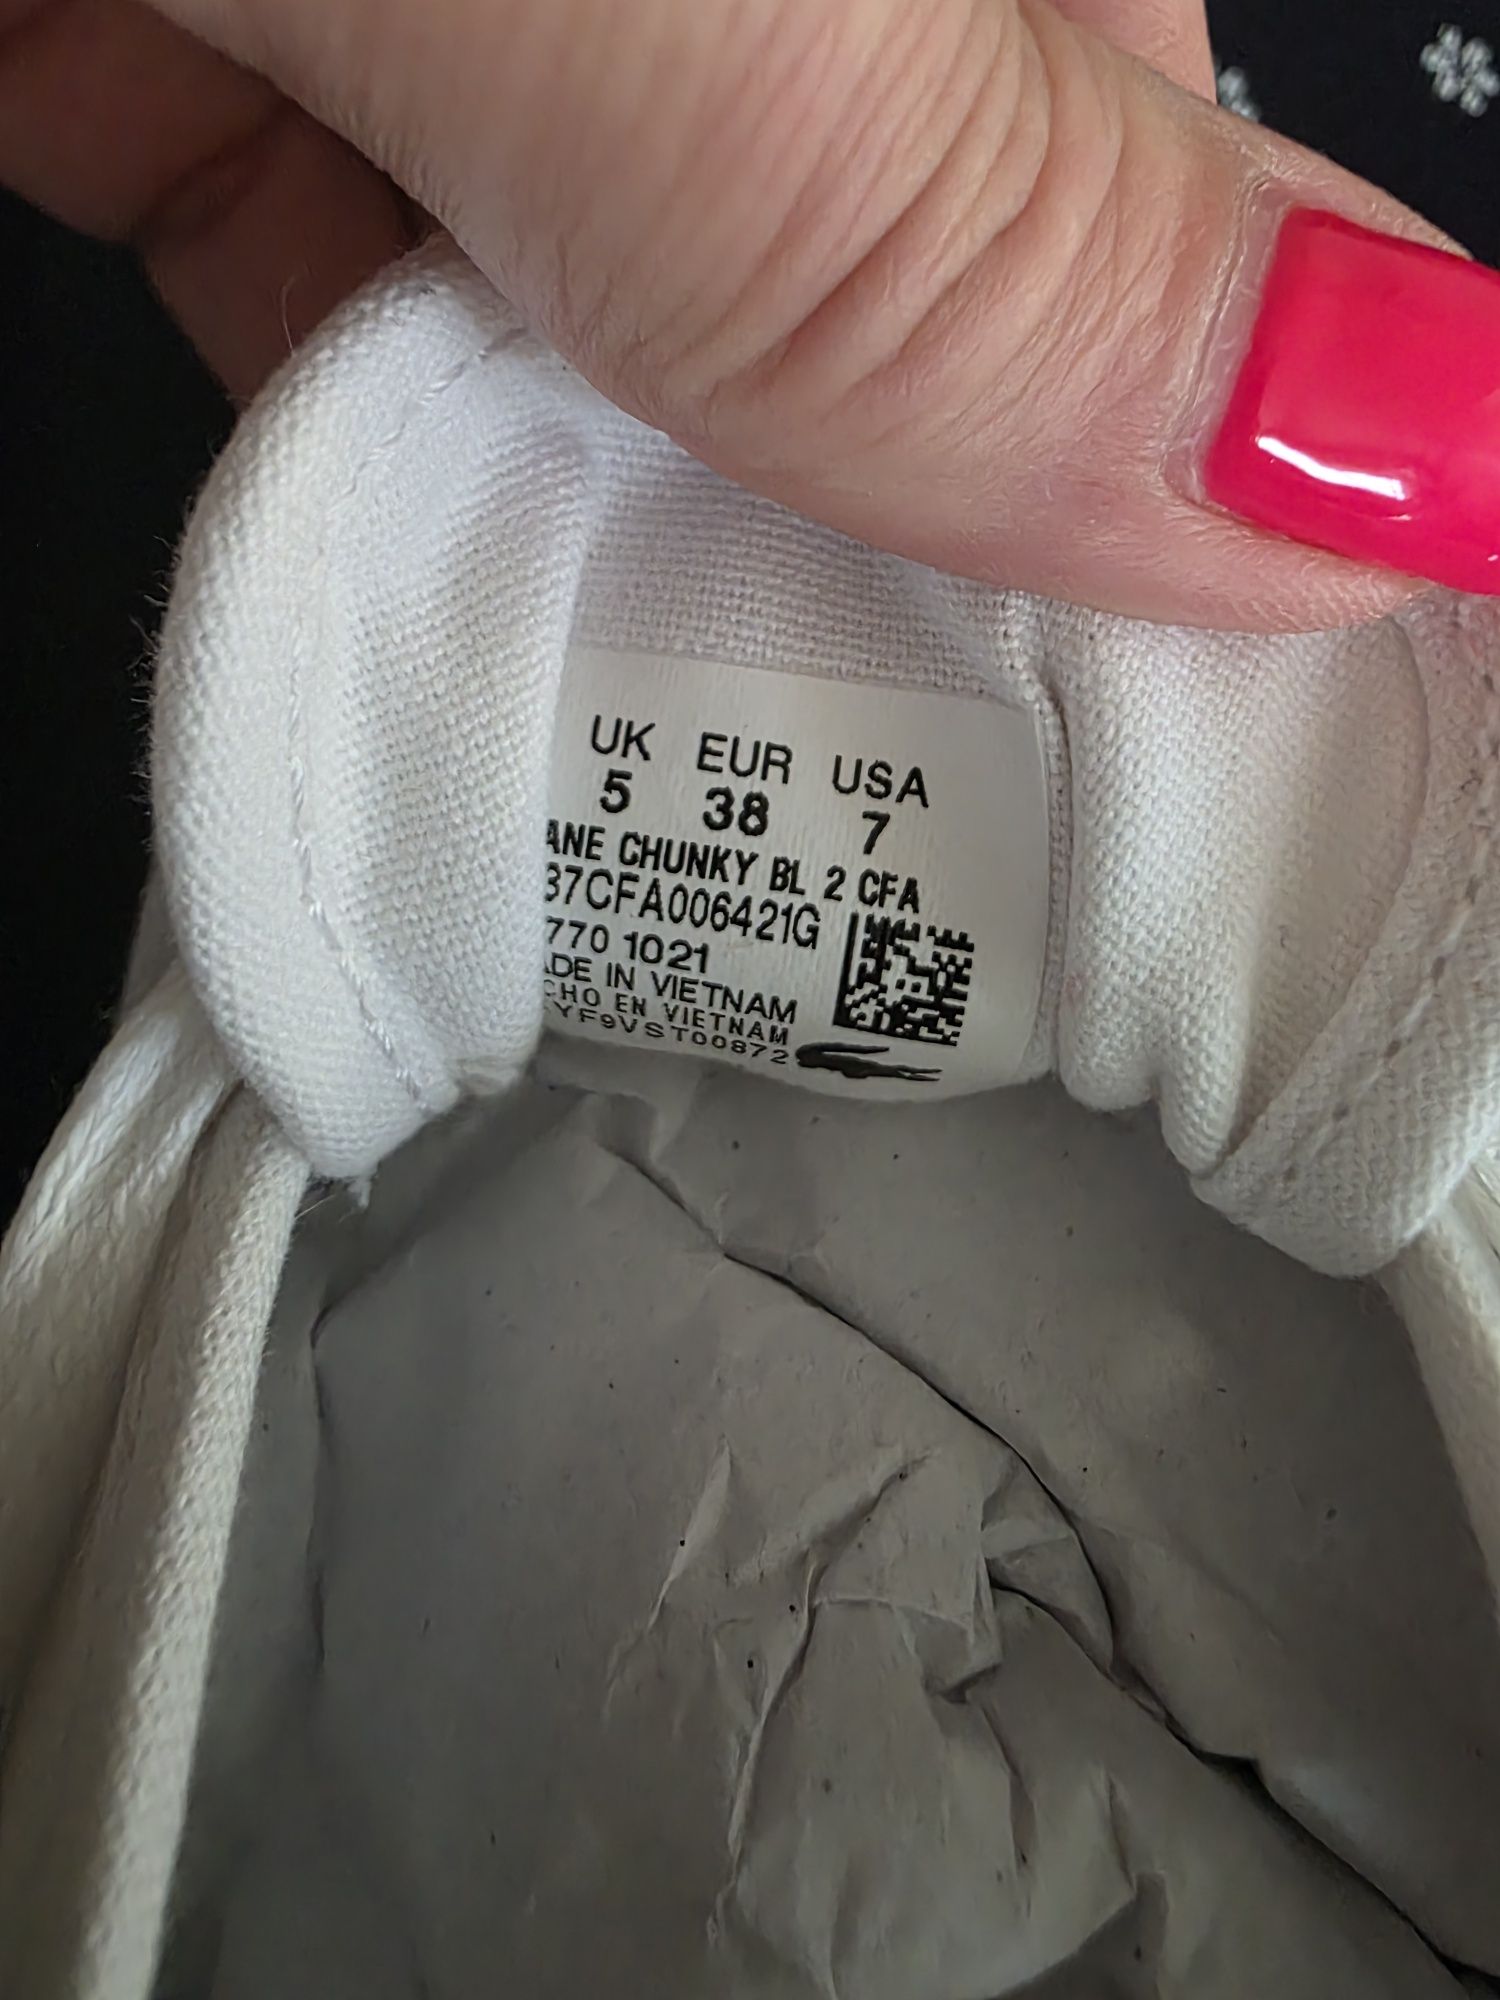 UK EUR USA
5 38 7
ANE CHUNKY BL 2 CFA
37CFA006421G
770 1021
ADE IN VIETNAM
CHO EN VIETNAM
YF9VST00872